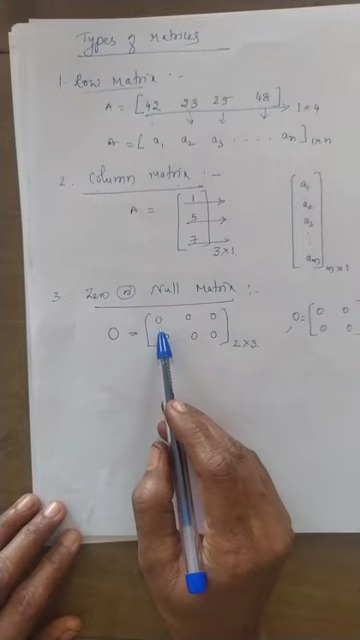 Types of Matrices
1. Row Matrix :-
A = [42 23 25 48] 1×4
A = [ a1 a2 a3 ..... an ] 1×n
2. Column Matrix :-
A = [ 1
5
7 ] 3×1
[ a1
a2
a3
⋮
am ] m×1
3. Zero or Null Matrix :-
O = [ 0 0 0
0 0 0 ] 2×3
, O = [ 0 0
0 0